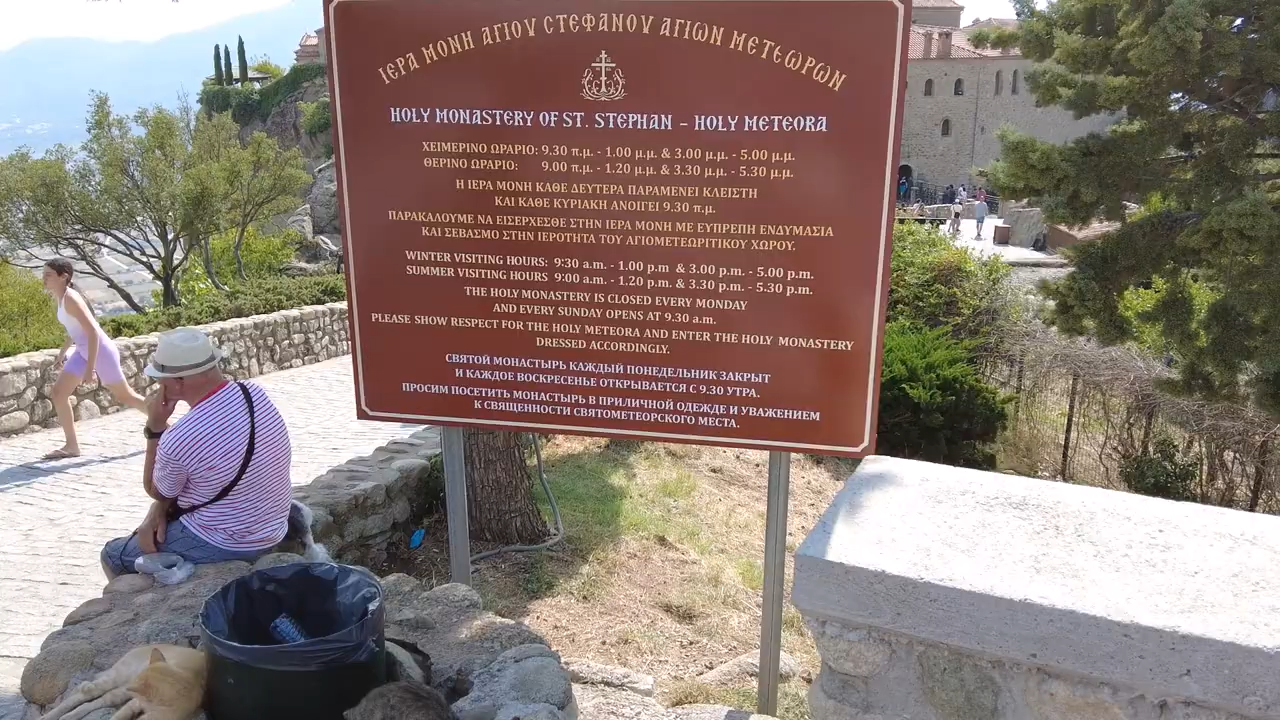 ΙΕΡΑ ΜΟΝΗ ΑΓΙΟΥ ΣΤΕΦΑΝΟΥ ΑΓΙΩΝ ΜΕΤΕΩΡΩΝ
HOLY MONASTERY OF ST. STEPHAN - HOLY METEORA
ΧΕΙΜΕΡΙΝΟ ΩΡΑΡΙΟ: 9.30 π.μ. - 1.00 μ.μ. & 3.00 μ.μ. - 5.00 μ.μ.
ΘΕΡΙΝΟ ΩΡΑΡΙΟ: 9.00 π.μ. - 1.20 μ.μ. & 3.30 μ.μ. - 5.30 μ.μ.
Η ΙΕΡΑ ΜΟΝΗ ΚΑΘΕ ΔΕΥΤΕΡΑ ΠΑΡΑΜΕΝΕΙ ΚΛΕΙΣΤΗ
ΚΑΙ ΚΑΘΕ ΚΥΡΙΑΚΗ ΑΝΟΙΓΕΙ 9.30 π.μ.
ΠΑΡΑΚΑΛΟΥΜΕ ΝΑ ΕΙΣΕΡΧΕΣΘΕ ΣΤΗΝ ΙΕΡΑ ΜΟΝΗ ΜΕ ΕΥΠΡΕΠΗ ΕΝΔΥΜΑΣΙΑ
ΚΑΙ ΣΕΒΑΣΜΟ ΣΤΗΝ ΙΕΡΟΤΗΤΑ ΤΟΥ ΑΓΙΟΜΕΤΕΩΡΙΤΙΚΟΥ ΧΩΡΟΥ.
WINTER VISITING HOURS: 9:30 a.m. - 1.00 p.m & 3.00 p.m. - 5.00 p.m.
SUMMER VISITING HOURS 9:00 a.m. - 1.20 p.m. & 3.30 p.m. - 5.30 p.m.
THE HOLY MONASTERY IS CLOSED EVERY MONDAY
AND EVERY SUNDAY OPENS AT 9.30 a.m.
PLEASE SHOW RESPECT FOR THE HOLY METEORA AND ENTER THE HOLY MONASTERY
DRESSED ACCORDINGLY.
СВЯТОЙ МОНАСТЫРЬ КАЖДЫЙ ПОНЕДЕЛЬНИК ЗАКРЫТ
И КАЖДОЕ ВОСКРЕСЕНЬЕ ОТКРЫВАЕТСЯ С 9.30 УТРА.
ПРОСИМ ПОСЕТИТЬ МОНАСТЫРЬ В ПРИЛИЧНОЙ ОДЕЖДЕ И УВАЖЕНИЕМ
К СВЯЩЕННОСТИ СВЯТОМЕТЕОРСКОГО МЕСТА.